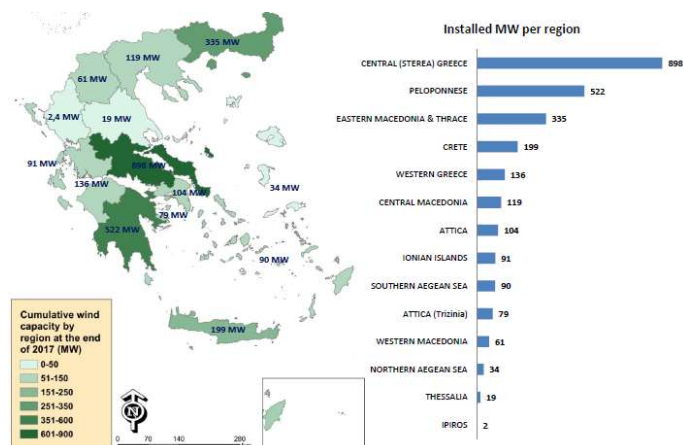 335 MW
119 MW
61 MW
2,4 MW
19 MW
91 MW
898 MW
136 MW
104 MW
34 MW
79 MW
522 MW
90 MW
199 MW
Cumulative wind
capacity by
region at the end
of 2017 (MW)
0-50
51-150
151-250
251-350
351-600
601-900
N
0 70 140 280
Installed MW per region
CENTRAL (STEREA) GREECE 898
PELOPONNESE 522
EASTERN MACEDONIA & THRACE 335
CRETE 199
WESTERN GREECE 136
CENTRAL MACEDONIA 119
ATTICA 104
IONIAN ISLANDS 91
SOUTHERN AEGEAN SEA 90
ATTICA (Trizinia) 79
WESTERN MACEDONIA 61
NORTHERN AEGEAN SEA 34
THESSALIA 19
IPIROS 2